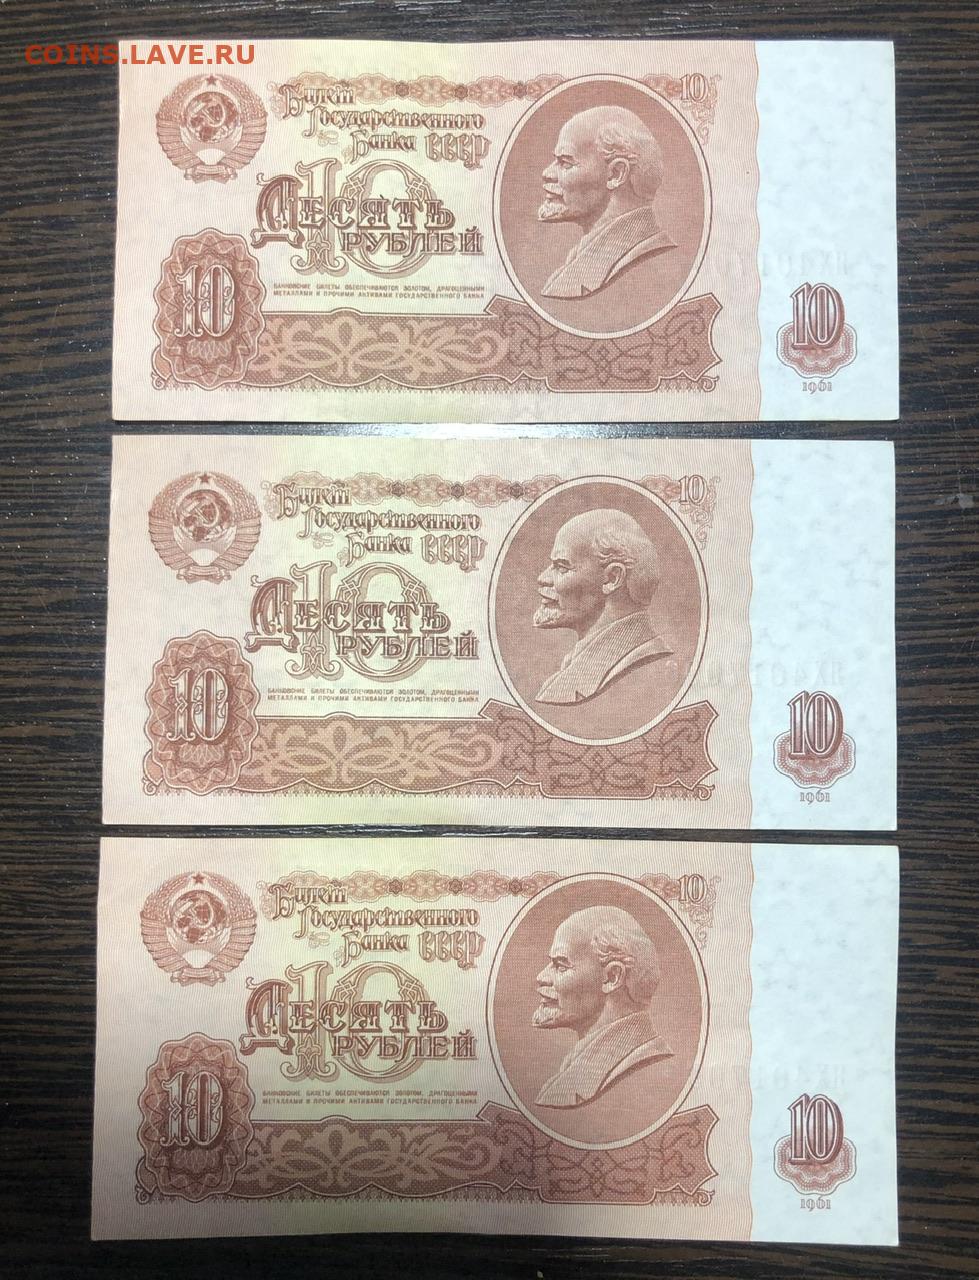 COINS.LAVE.RU
Билет
10
Государственного
Банка СССР
10
Десять
Рублей
БАНКОВСКИЕ БИЛЕТЫ ОБЕСПЕЧИВАЮТСЯ ЗОЛОТОМ, ДРАГОЦЕННЫМИ
МЕТАЛЛАМИ И ПРОЧИМИ АКТИВАМИ ГОСУДАРСТВЕННОГО БАНКА
10
10
1961
Билет
10
Государственного
Банка СССР
10
Десять
Рублей
БАНКОВСКИЕ БИЛЕТЫ ОБЕСПЕЧИВАЮТСЯ ЗОЛОТОМ, ДРАГОЦЕННЫМИ
МЕТАЛЛАМИ И ПРОЧИМИ АКТИВАМИ ГОСУДАРСТВЕННОГО БАНКА
10
10
1961
Билет
10
Государственного
Банка СССР
10
Десять
Рублей
БАНКОВСКИЕ БИЛЕТЫ ОБЕСПЕЧИВАЮТСЯ ЗОЛОТОМ, ДРАГОЦЕННЫМИ
МЕТАЛЛАМИ И ПРОЧИМИ АКТИВАМИ ГОСУДАРСТВЕННОГО БАНКА
10
10
1961